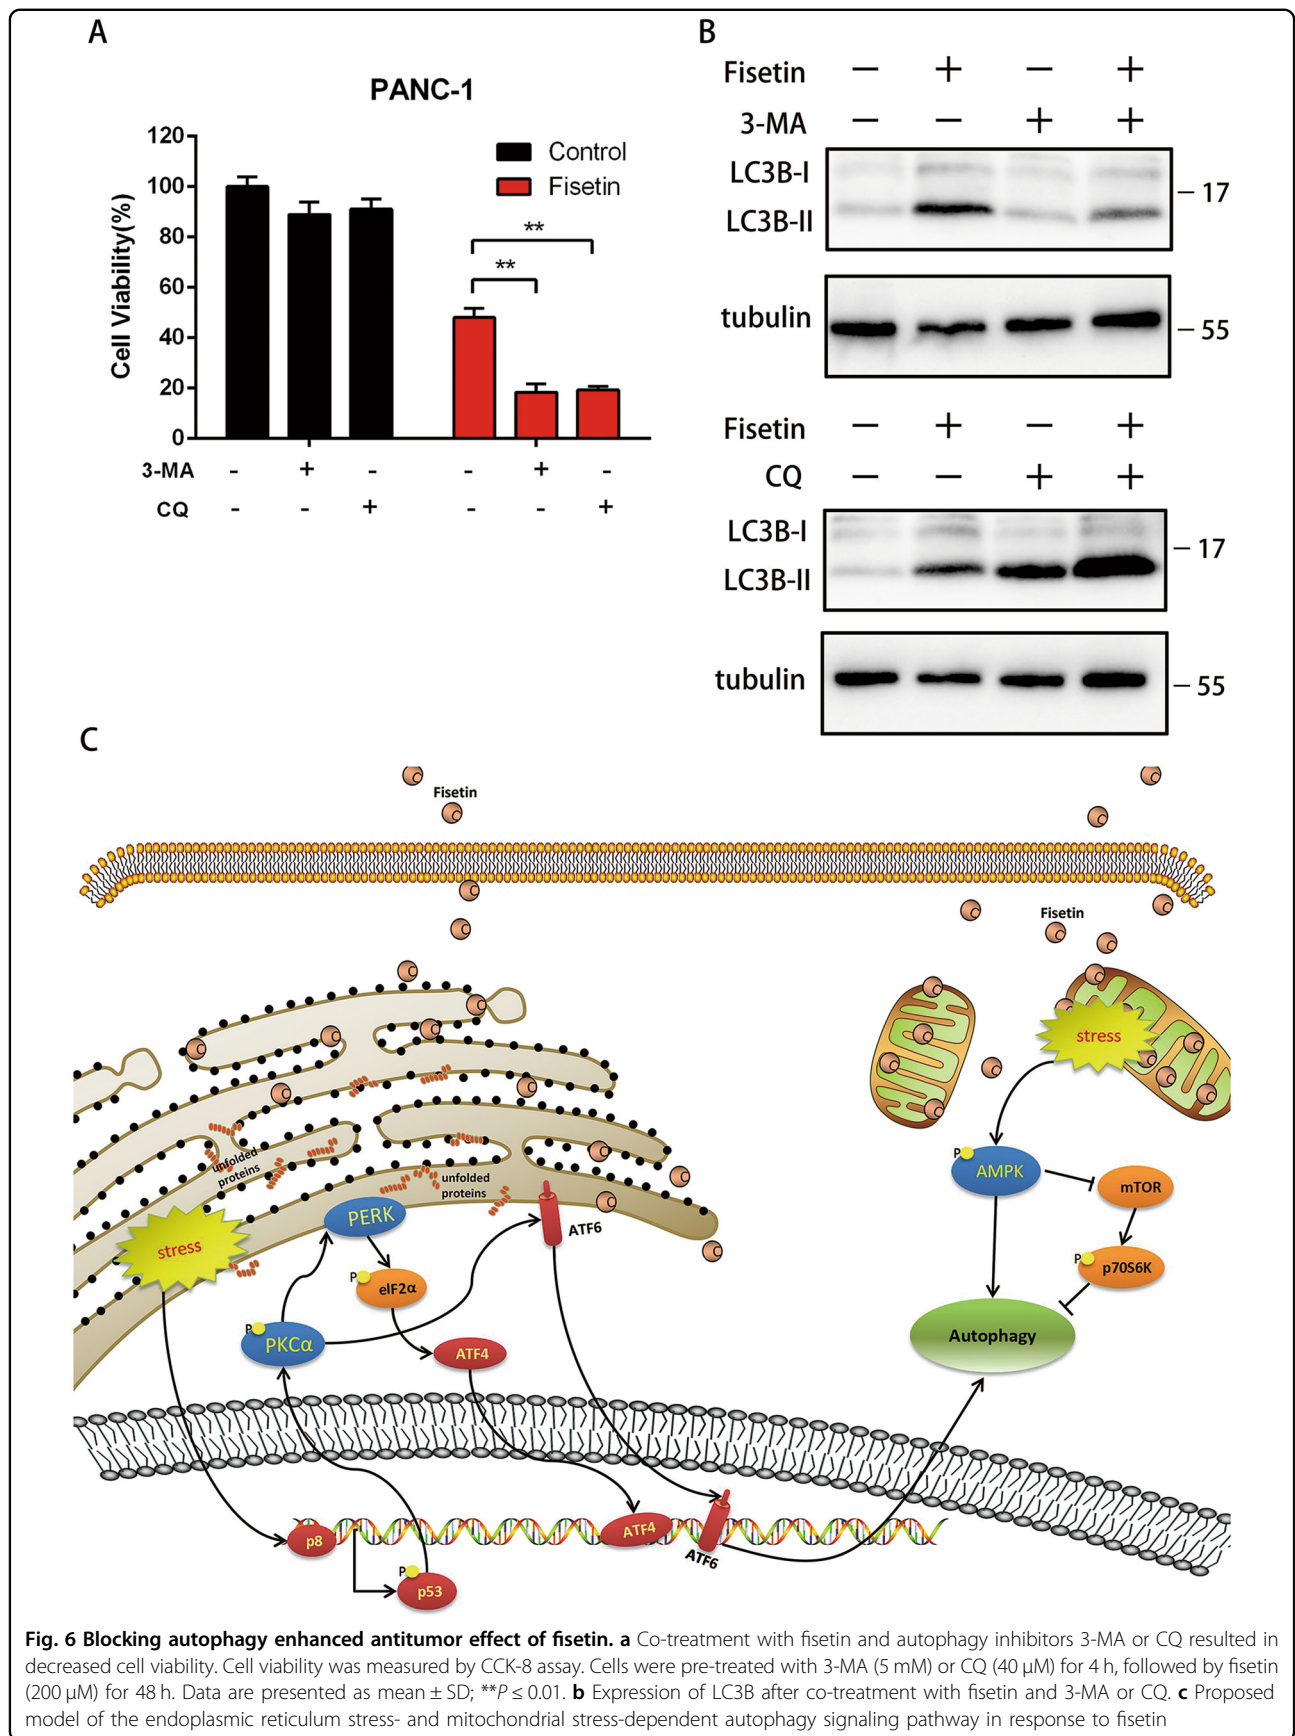 A
PANC-1
Control
Fisetin
Cell Viability(%)
120
100
80
60
40
20
0
**
**
3-MA - + - - + -
CQ - - + - - +
B
Fisetin − + − +
3-MA − − + +
LC3B-I
LC3B-II
17
tubulin
55
Fisetin − + − +
CQ − − + +
LC3B-I
LC3B-II
17
tubulin
55
C
Fisetin
C
Fisetin
stress
unfolded
proteins
unfolded
proteins
stress
PERK
ATF6
P
eIF2α
P
PKCα
ATF4
P
AMPK
mTOR
P
p70S6K
Autophagy
p8
P
p53
ATF4
ATF6
Fig. 6 Blocking autophagy enhanced antitumor effect of fisetin. a Co-treatment with fisetin and autophagy inhibitors 3-MA or CQ resulted in
decreased cell viability. Cell viability was measured by CCK-8 assay. Cells were pre-treated with 3-MA (5 mM) or CQ (40 µM) for 4 h, followed by fisetin
(200 µM) for 48 h. Data are presented as mean ± SD; **P ≤ 0.01. b Expression of LC3B after co-treatment with fisetin and 3-MA or CQ. c Proposed
model of the endoplasmic reticulum stress- and mitochondrial stress-dependent autophagy signaling pathway in response to fisetin